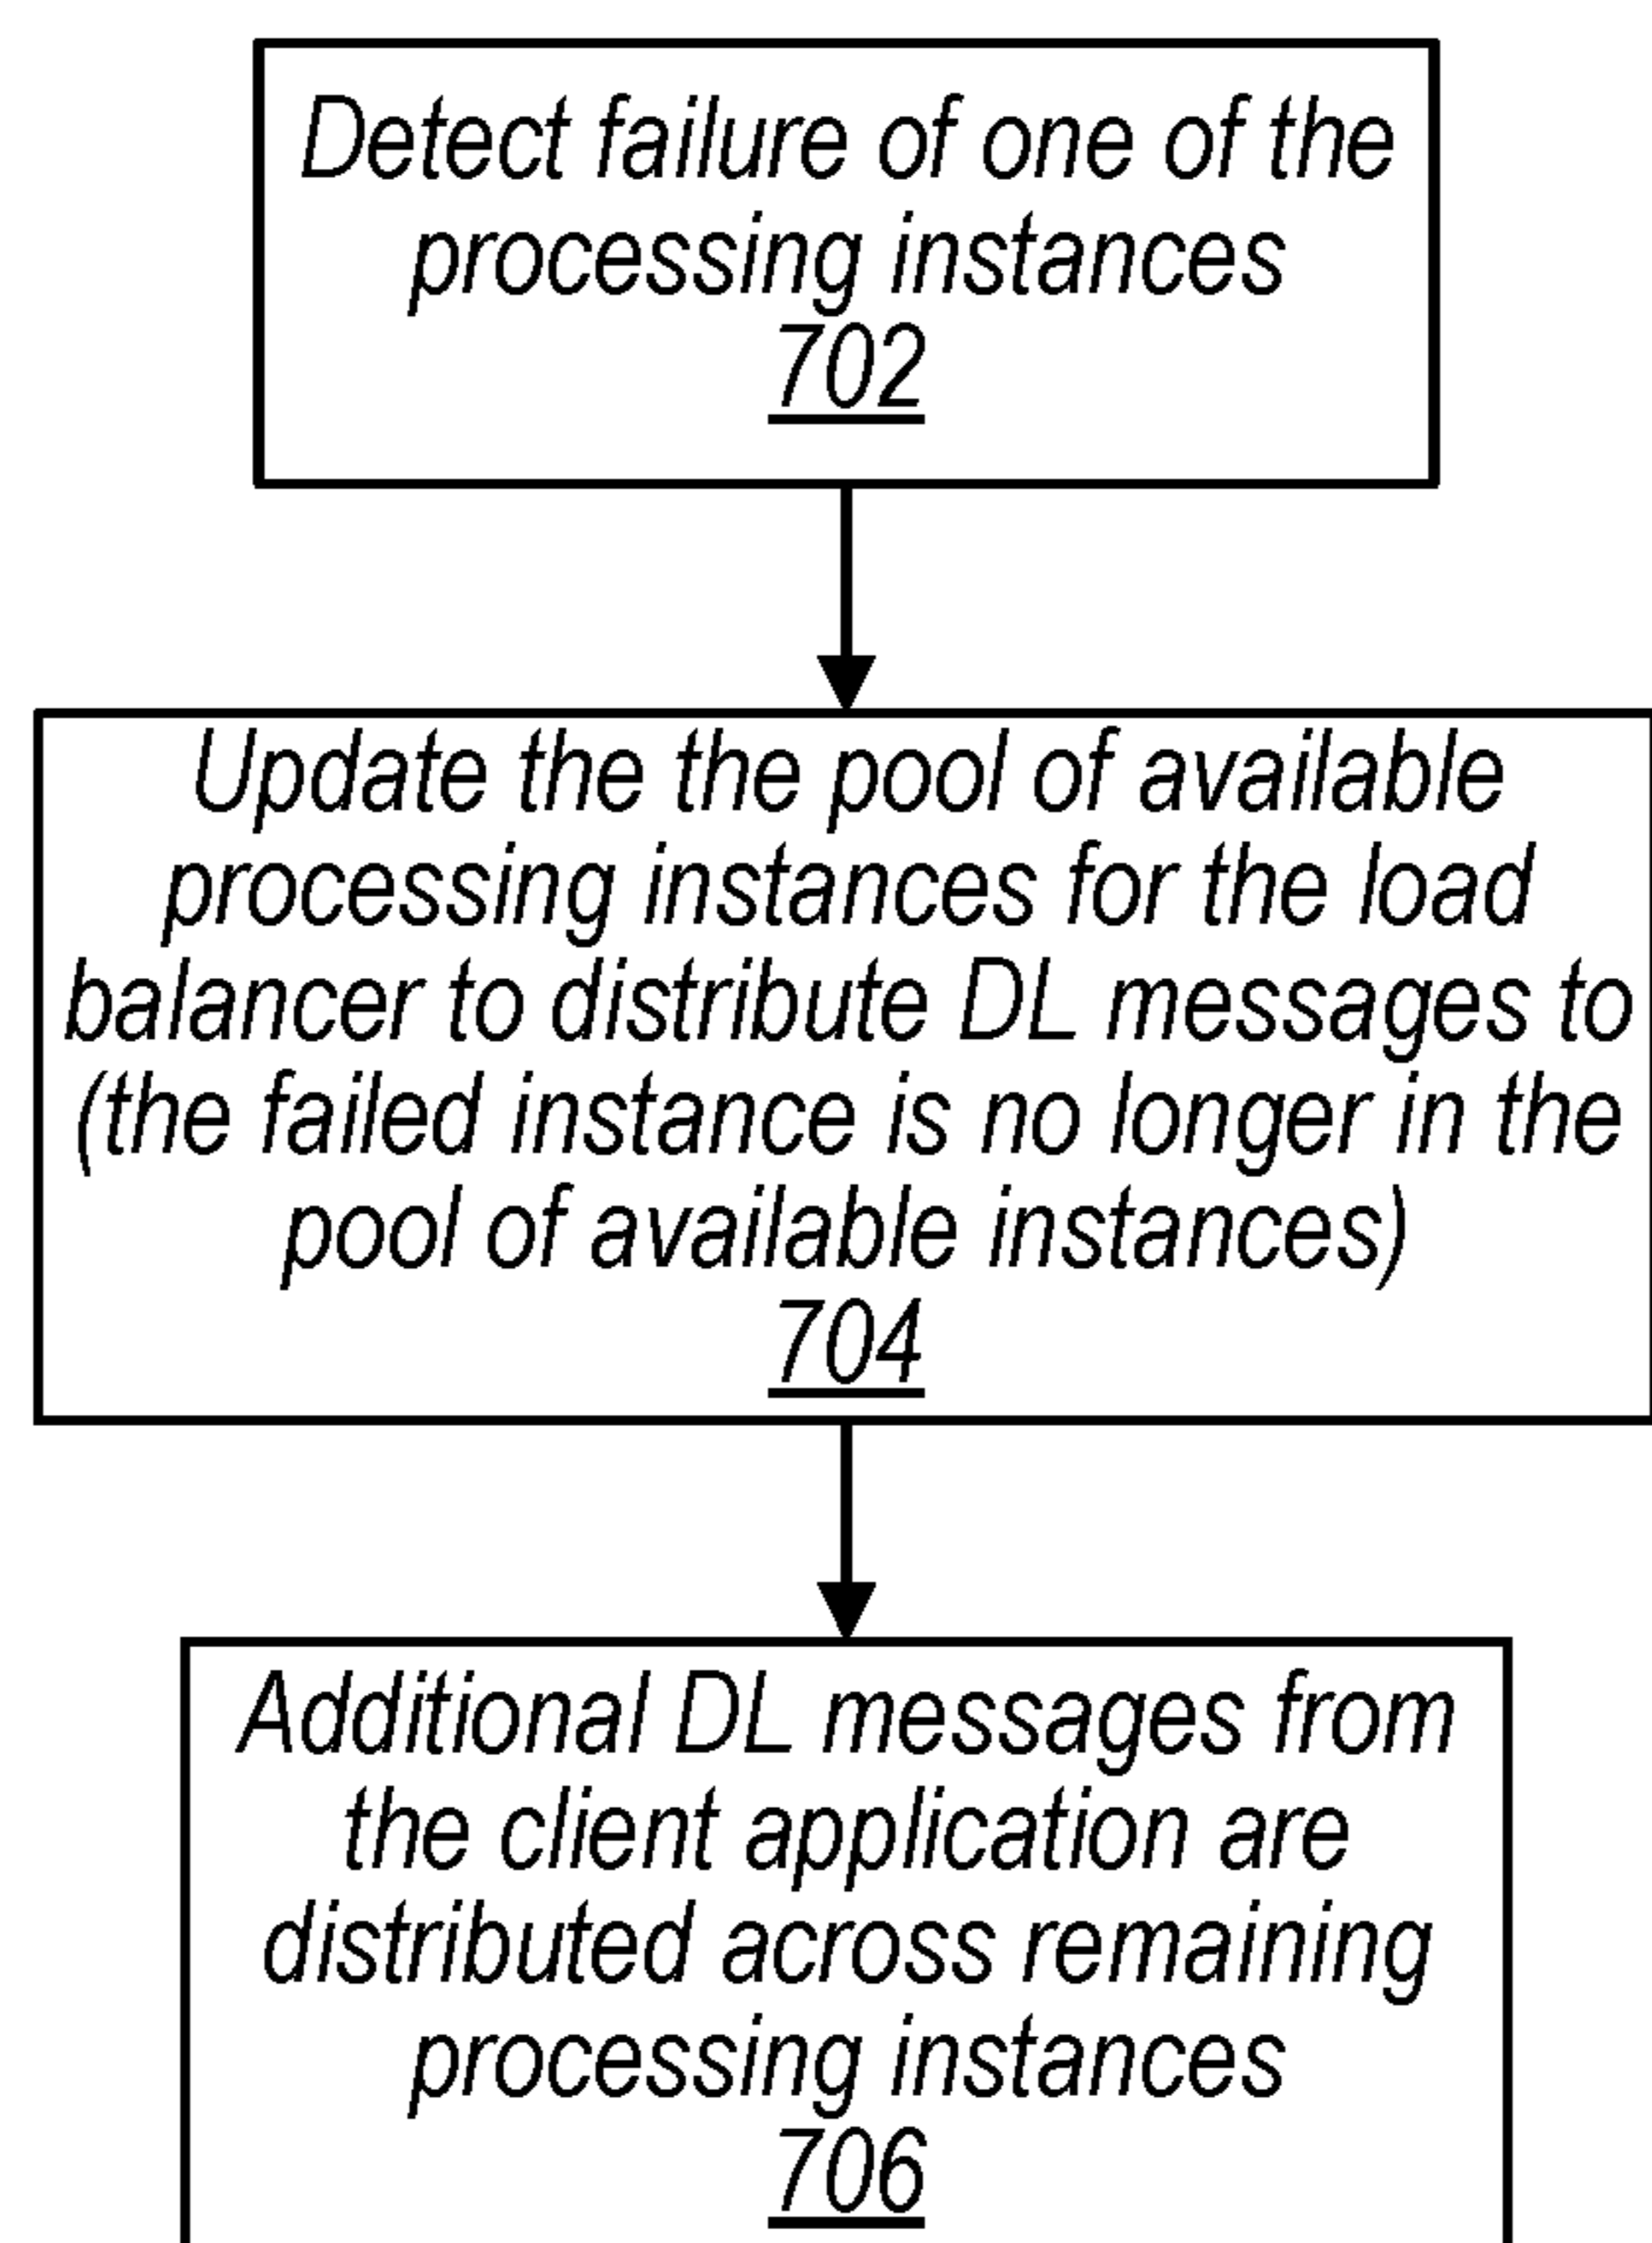 Detect failure of one of the
processing instances
702
Update the the pool of available
processing instances for the load
balancer to distribute DL messages to
(the failed instance is no longer in the
pool of available instances)
704
Additional DL messages from
the client application are
distributed across remaining
processing instances
706